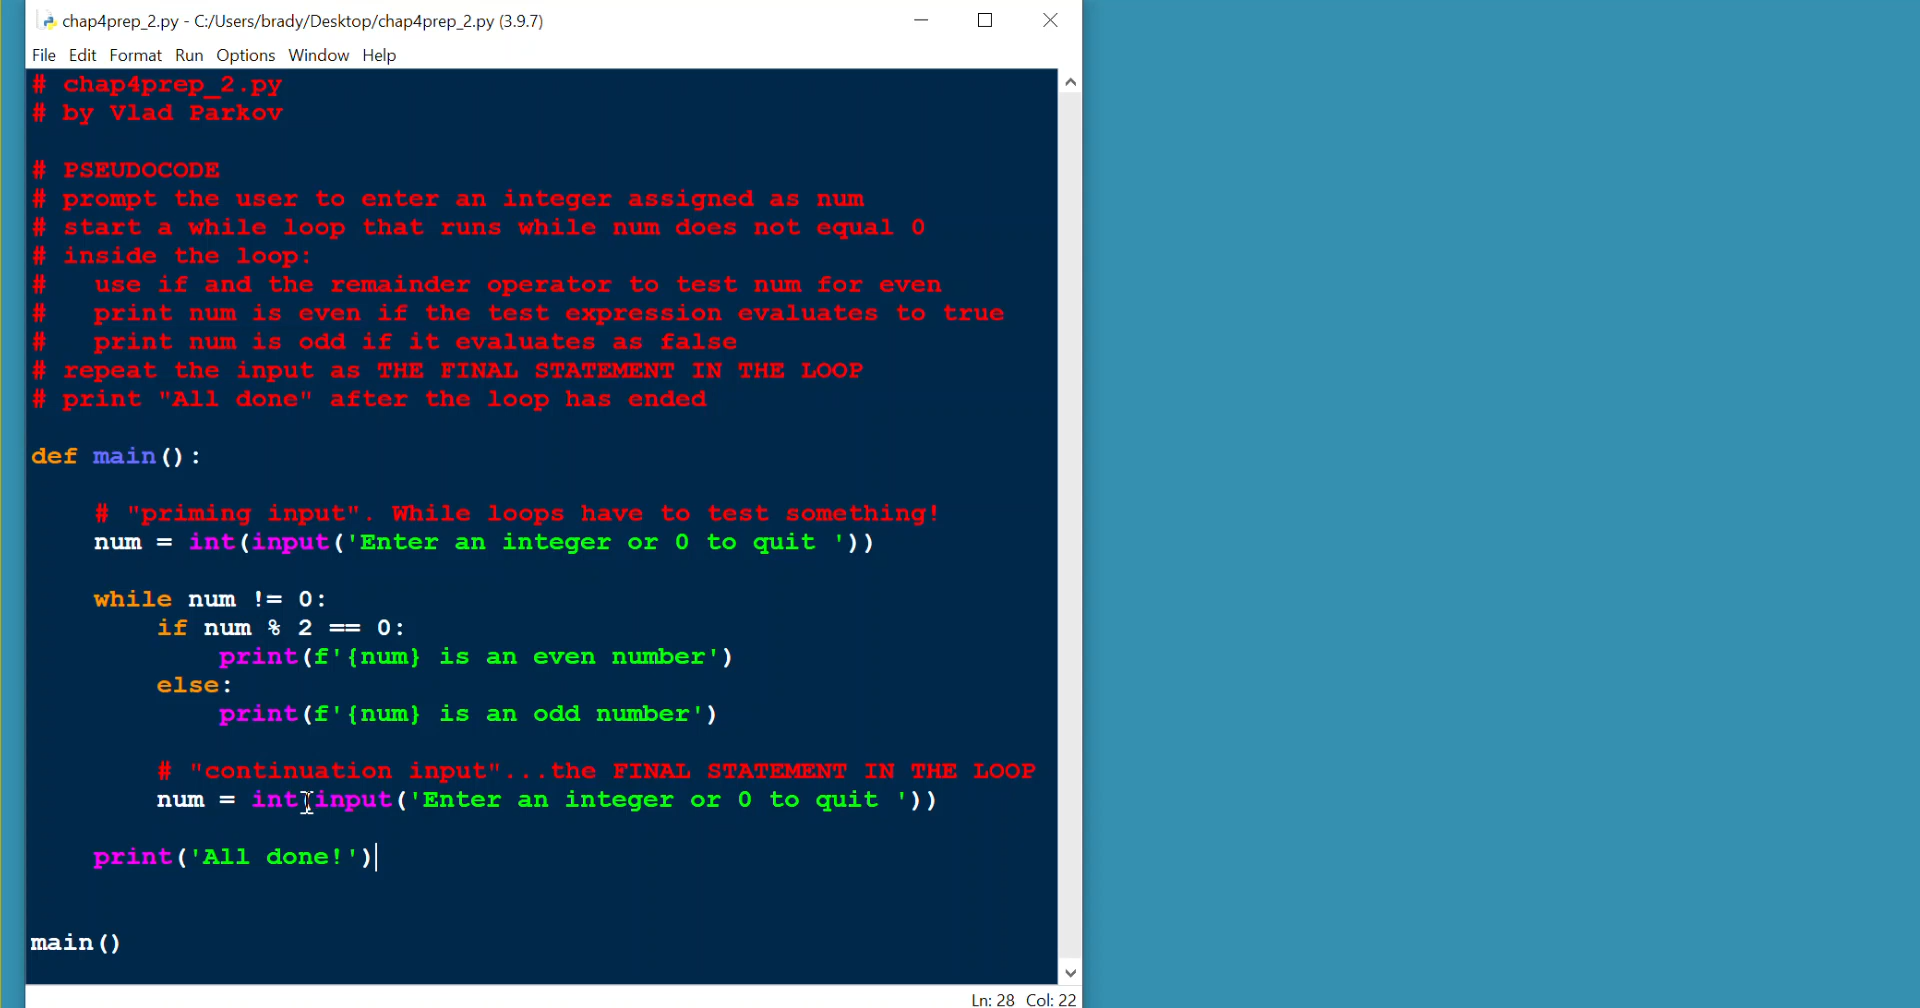 chap4prep_2.py - C:/Users/brady/Desktop/chap4prep_2.py (3.9.7)
File Edit Format Run Options Window Help
# chap4prep_2.py
# by Vlad Parkov
# PSEUDOCODE
# prompt the user to enter an integer assigned as num
# start a while loop that runs while num does not equal 0
# inside the loop:
#   use if and the remainder operator to test num for even
#   print num is even if the test expression evaluates to true
#   print num is odd if it evaluates as false
# repeat the input as THE FINAL STATEMENT IN THE LOOP
# print "All done" after the loop has ended
def main():
    # "priming input". While loops have to test something!
    num = int(input('Enter an integer or 0 to quit '))
    while num != 0:
        if num % 2 == 0:
            print(f'{num} is an even number')
        else:
            print(f'{num} is an odd number')
        # "continuation input"...the FINAL STATEMENT IN THE LOOP
        num = int(input('Enter an integer or 0 to quit '))
    print('All done!')
main()
Ln: 28 Col: 22